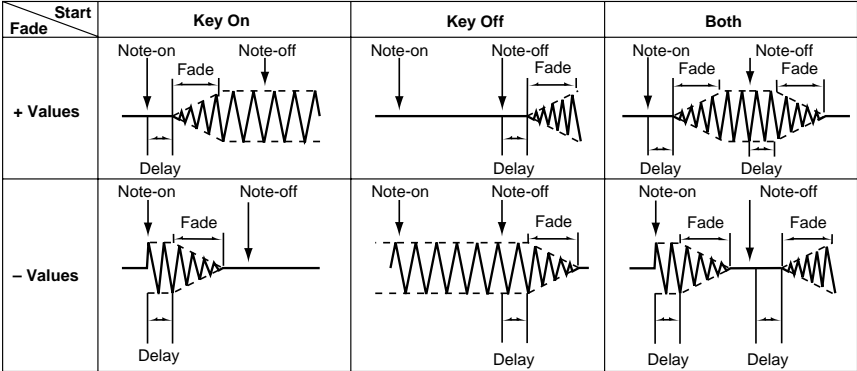 Start
Fade
Key On
Key Off
Both
+ Values
Note-on Note-off
Fade
Delay
Note-on Note-off
Fade
Delay
Note-on Note-off
Fade Fade
Delay Delay
– Values
Note-on Note-off
Fade
Delay
Note-on Note-off
Fade
Delay
Note-on Note-off
Fade Fade
Delay Delay